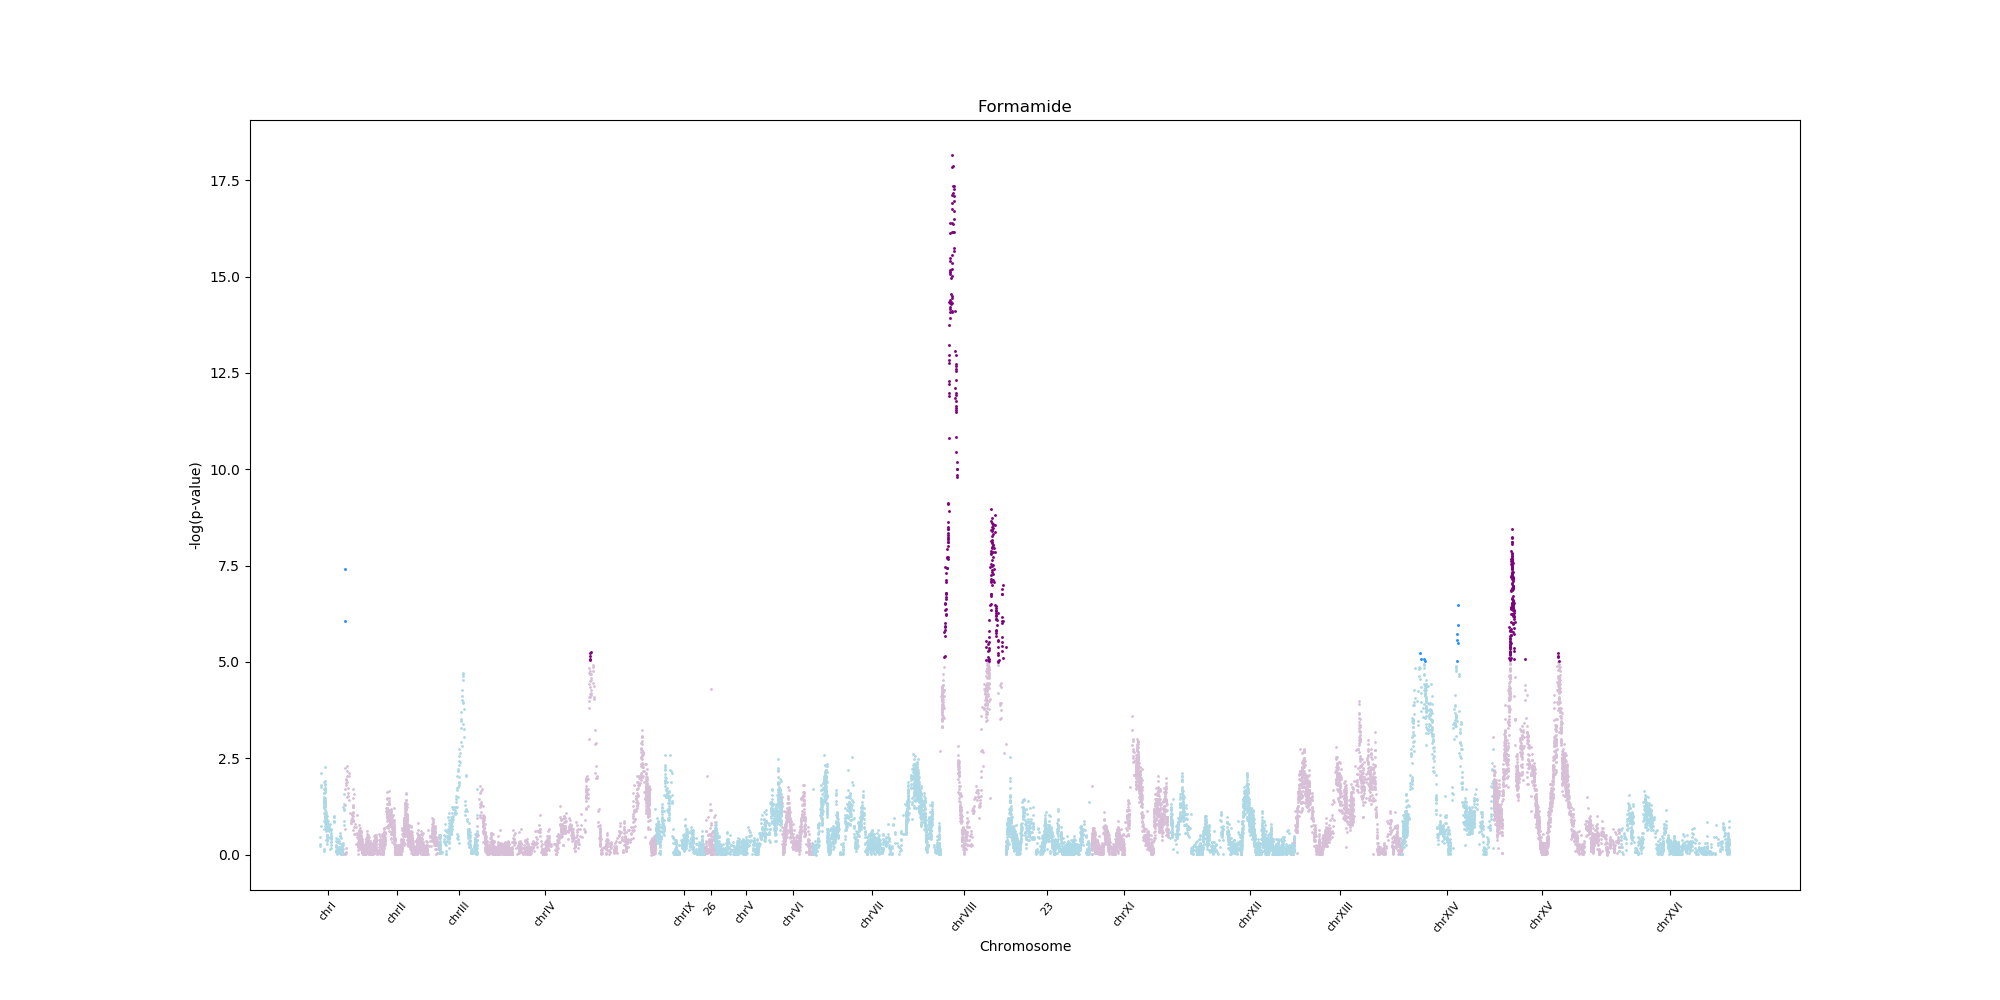 Formamide
17.5
15.0
12.5
10.0
7.5
5.0
2.5
0.0
-log(p-value)
chrI
chrII
chrIII
chrIV
chrIX
26
chrV
chrVI
chrVII
chrVIII
23
chrXI
chrXII
chrXIII
chrXIV
chrXV
chrXVI
Chromosome